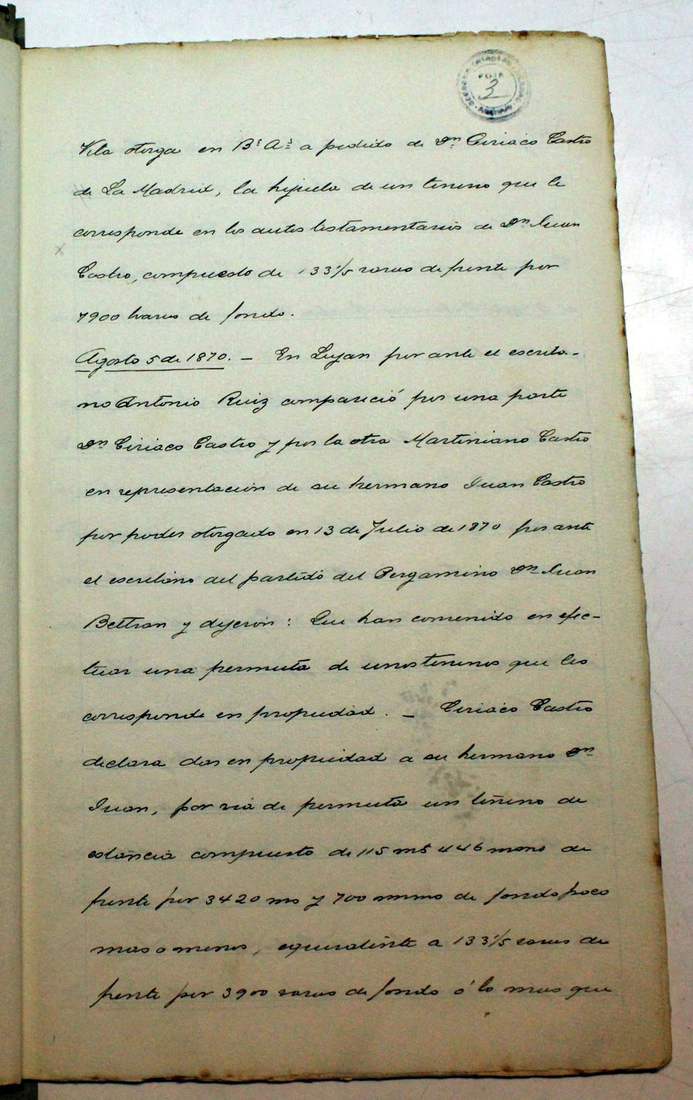 FOJA
3
Vila otorga en Bs As a pedido de Dn Ciriaco Castro
de La Madrid, la hijuela de un terreno que le
corresponde en los autos testamentarios de Dn Juan
Castro, compuesto de 133 1/5 varas de frente por
7900 varas de fondo.
Agosto 5 de 1870. — En Lujan por ante el escriba-
no Antonio Ruiz compareció por una parte
Dn Ciriaco Castro y por la otra Martiniano Castro
en representación de su hermano Juan Castro
por poder otorgado en 13 de Julio de 1870 por ante
el escribano del partido del Pergamino Dn Juan
Beltran y dijeron: Que han convenido en efec-
tuar una permuta de unos terrenos que les
corresponde en propiedad. — Ciriaco Castro
declara dar en propiedad a su hermano Dn
Juan, por via de permuta un terreno de
estancia compuesto de 115 ms 446 mms de
frente por 3420 ms y 700 mms de fondo poco
mas o menos, equivalente a 133 1/5 varas de
frente por 3900 varas de fondo ó lo mas que